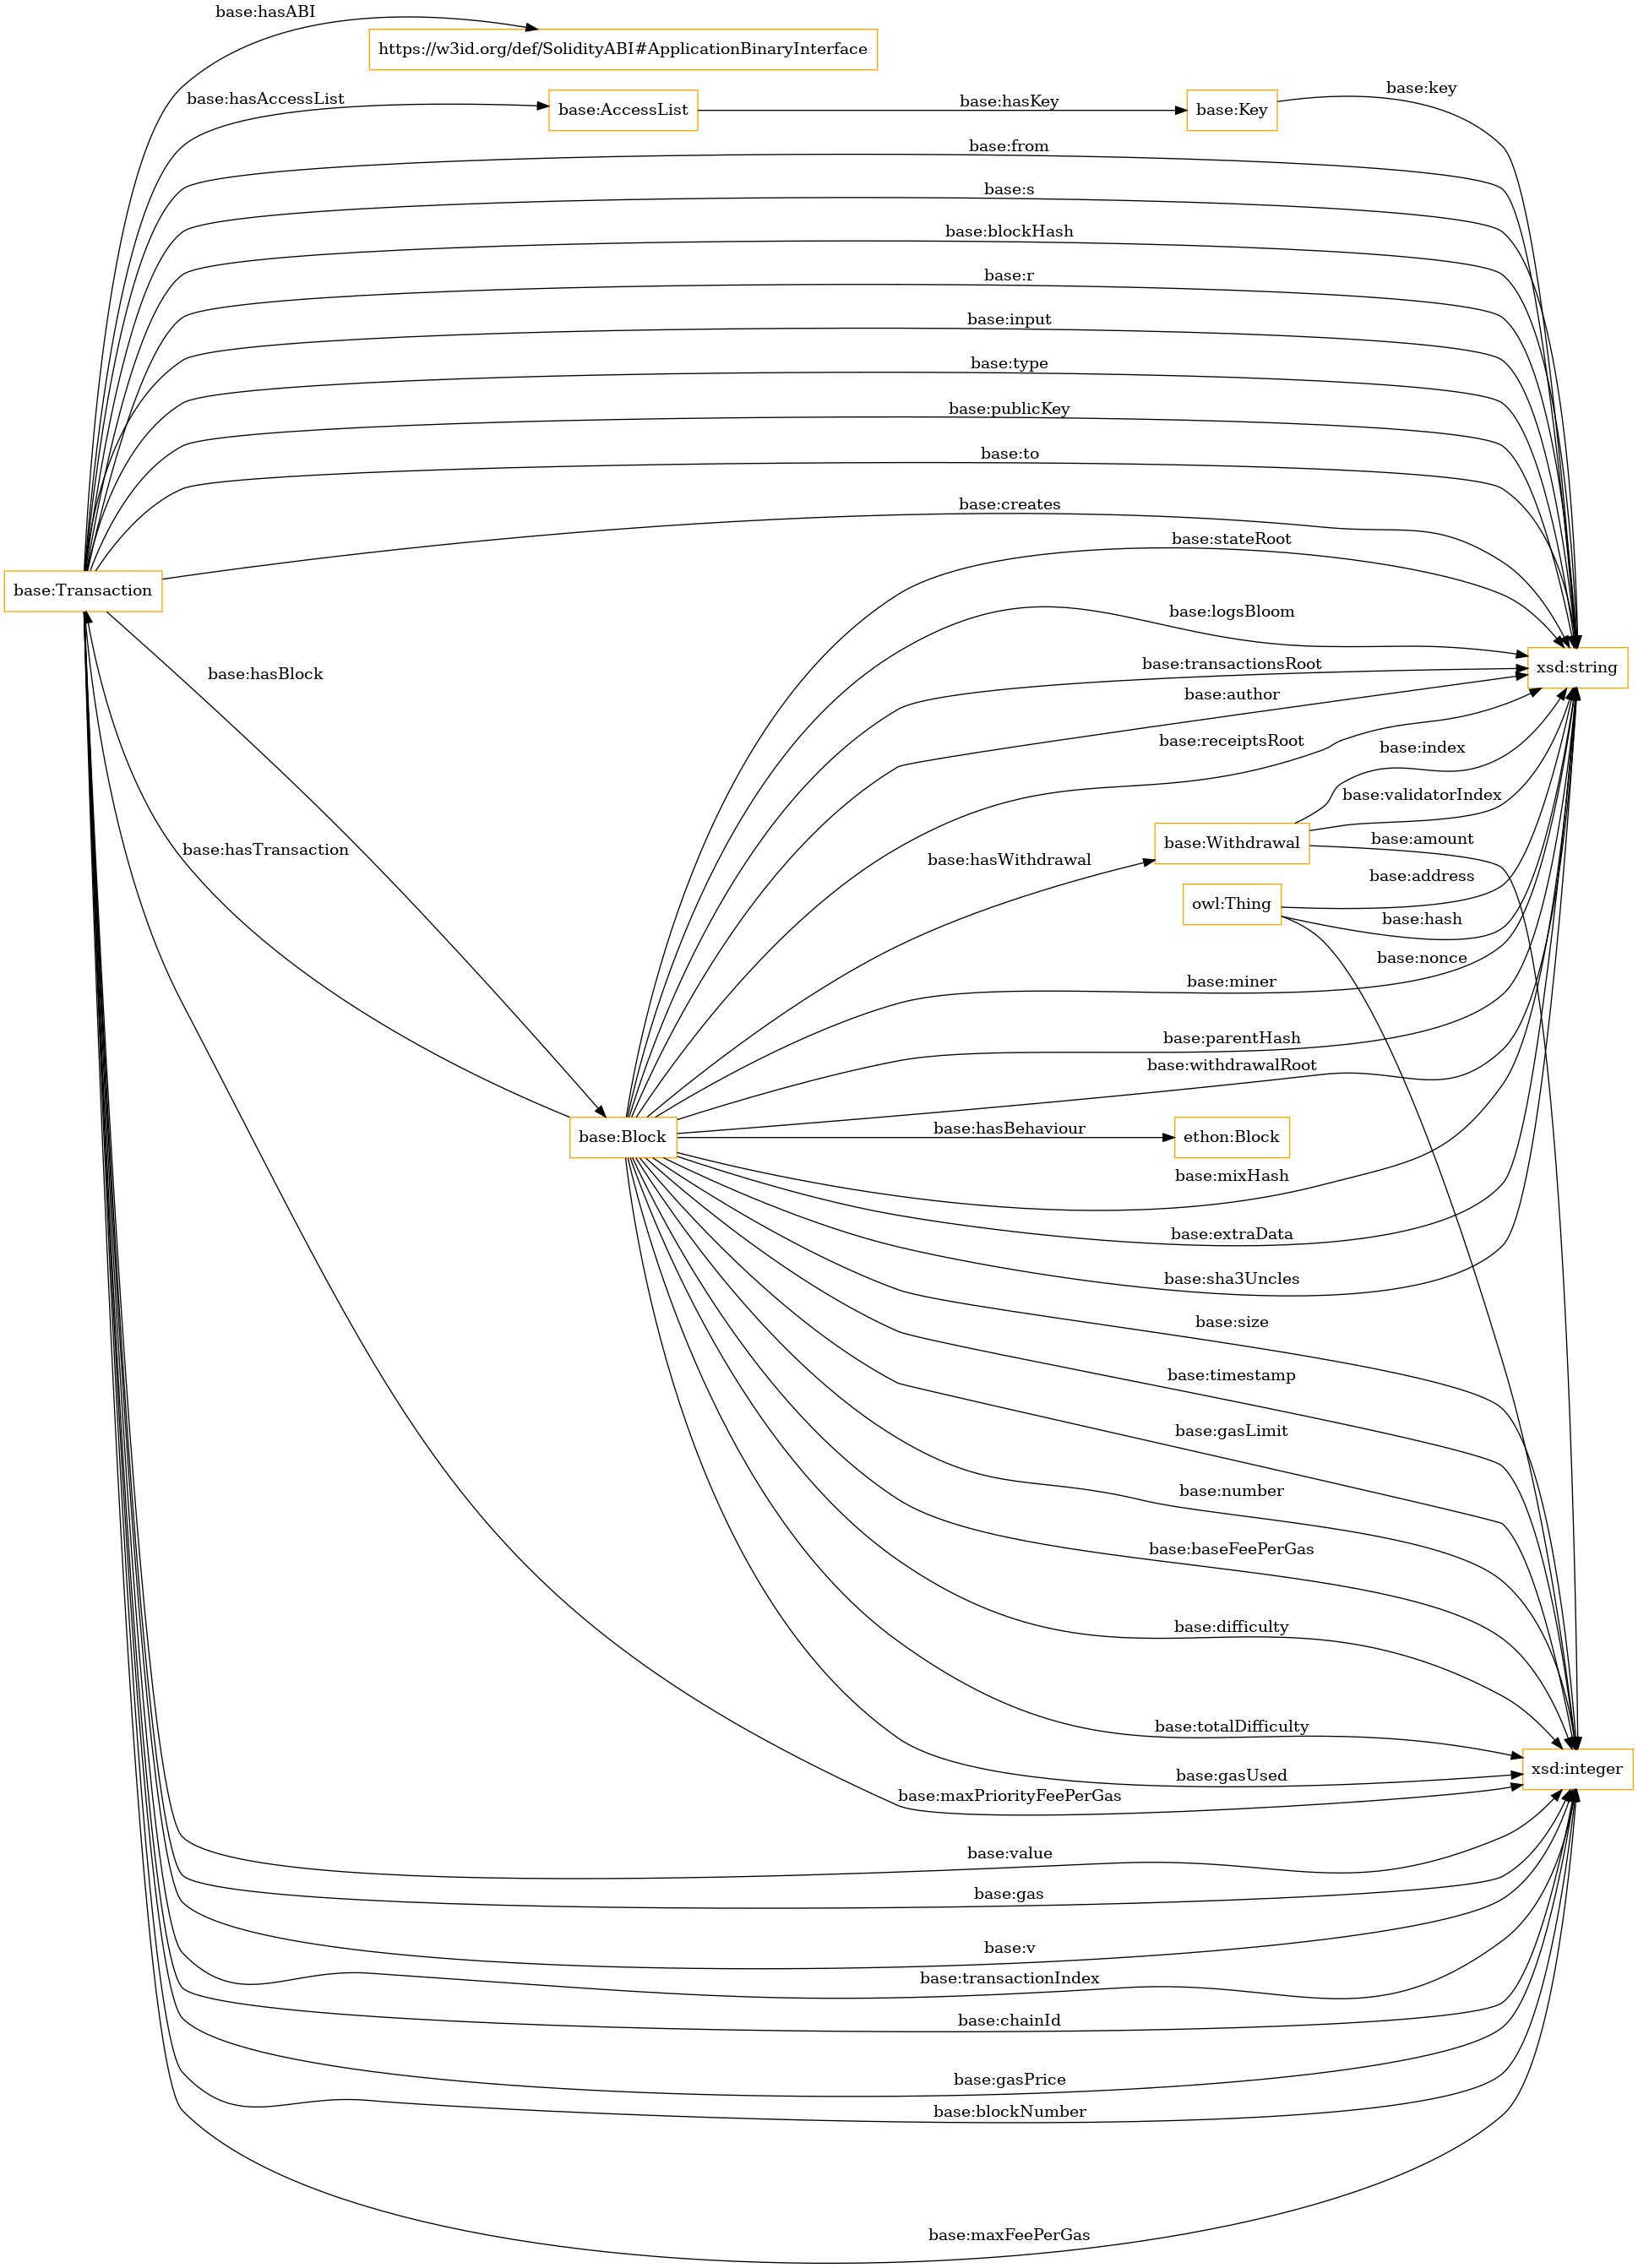 base:hasABI
https://w3id.org/def/SolidityABI#ApplicationBinaryInterface
base:hasAccessList
base:AccessList
base:hasKey
base:Key
base:key
base:from
base:s
base:blockHash
base:r
base:input
base:type
base:publicKey
base:to
base:creates
base:stateRoot
base:Transaction
base:logsBloom
base:transactionsRoot
xsd:string
base:hasBlock
base:author
base:receiptsRoot
base:index
base:validatorIndex
base:Withdrawal
base:amount
base:hasTransaction
base:hasWithdrawal
base:address
owl:Thing
base:hash
base:nonce
base:miner
base:parentHash
base:withdrawalRoot
base:Block
base:hasBehaviour
ethon:Block
base:mixHash
base:extraData
base:sha3Uncles
base:size
base:timestamp
base:gasLimit
base:number
base:baseFeePerGas
base:difficulty
base:totalDifficulty
xsd:integer
base:gasUsed
base:maxPriorityFeePerGas
base:value
base:gas
base:v
base:transactionIndex
base:chainId
base:gasPrice
base:blockNumber
base:maxFeePerGas